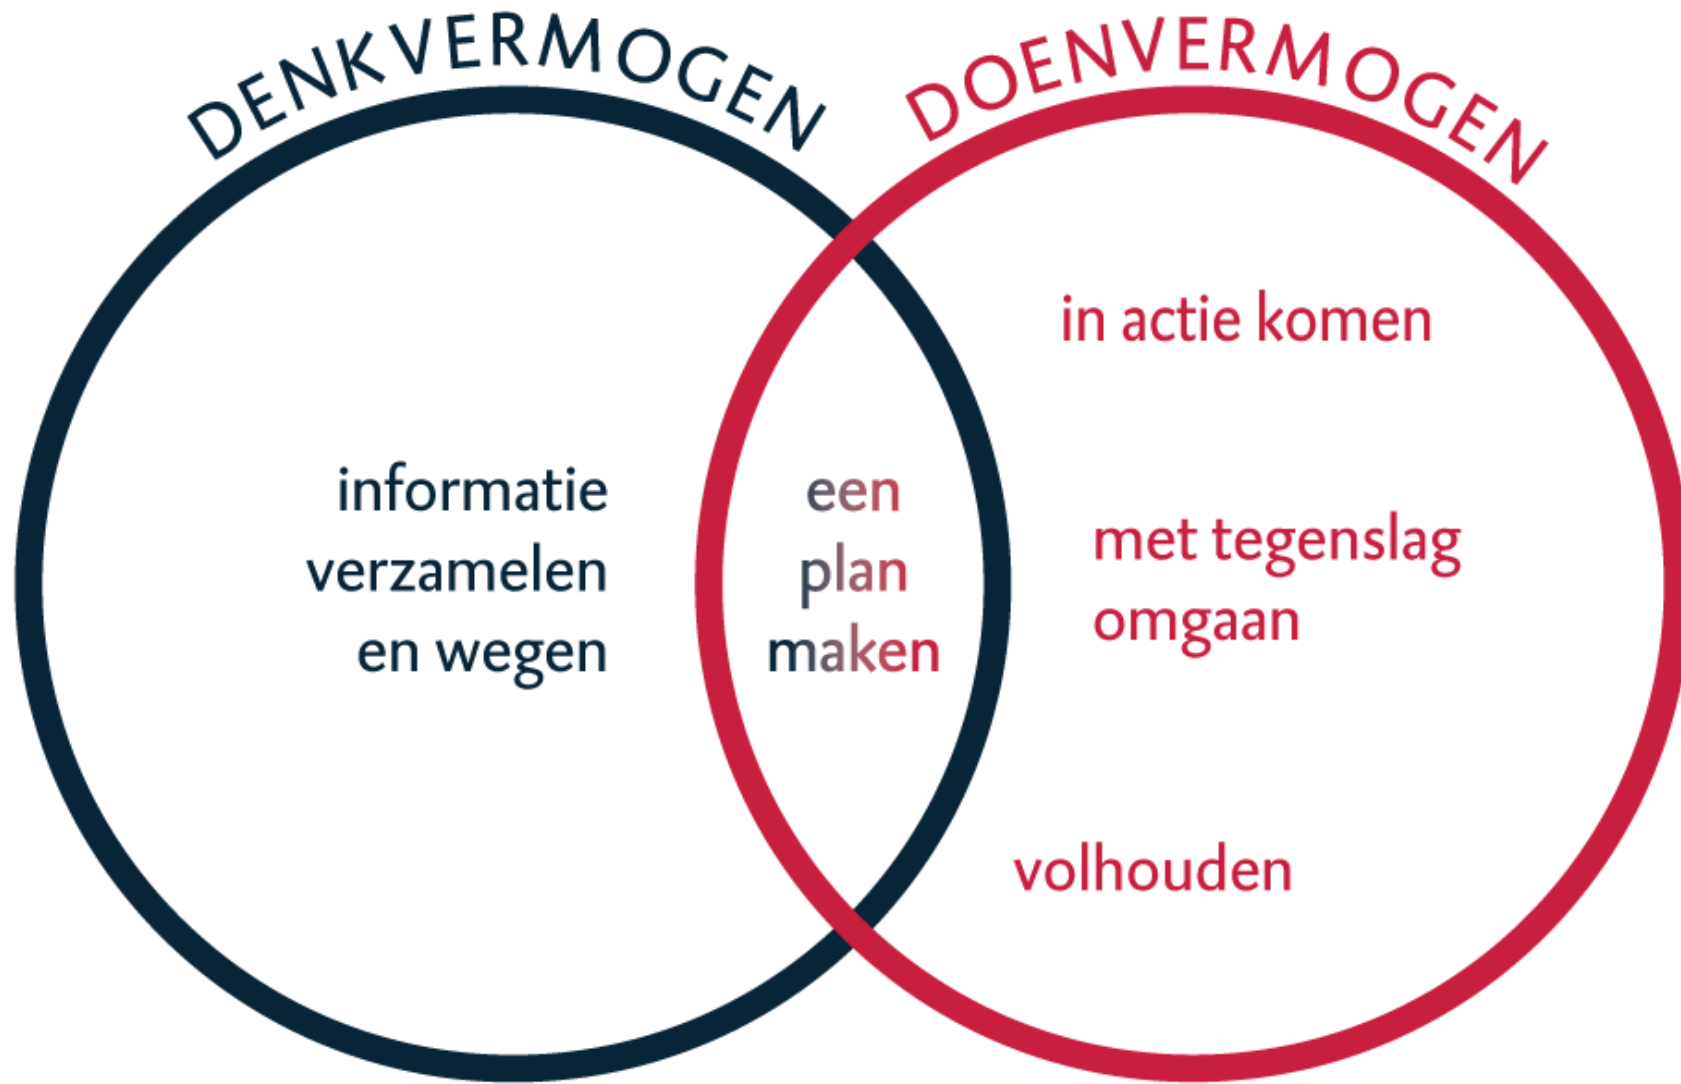 DENKVERMOGEN
DOENVERMOGEN
informatie
verzamelen
en wegen
een
plan
maken
in actie komen
met tegenslag
omgaan
volhouden